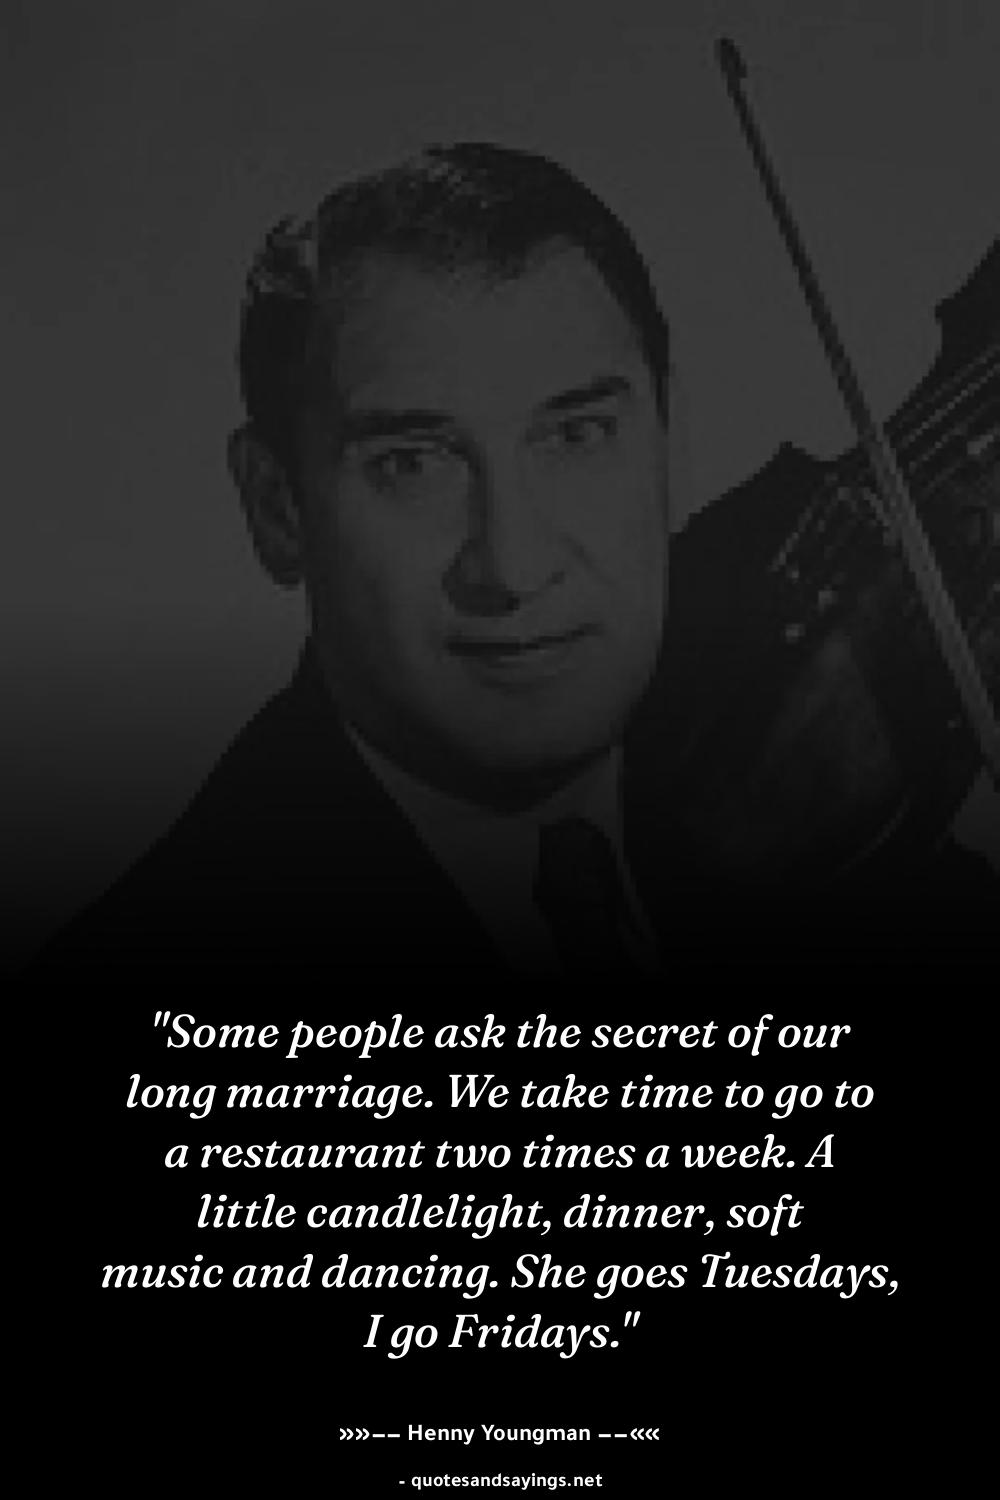 "Some people ask the secret of our
long marriage. We take time to go to
a restaurant two times a week. A
little candlelight, dinner, soft
music and dancing. She goes Tuesdays,
I go Fridays."
»»–– Henny Youngman ––««
- quotesandsayings.net